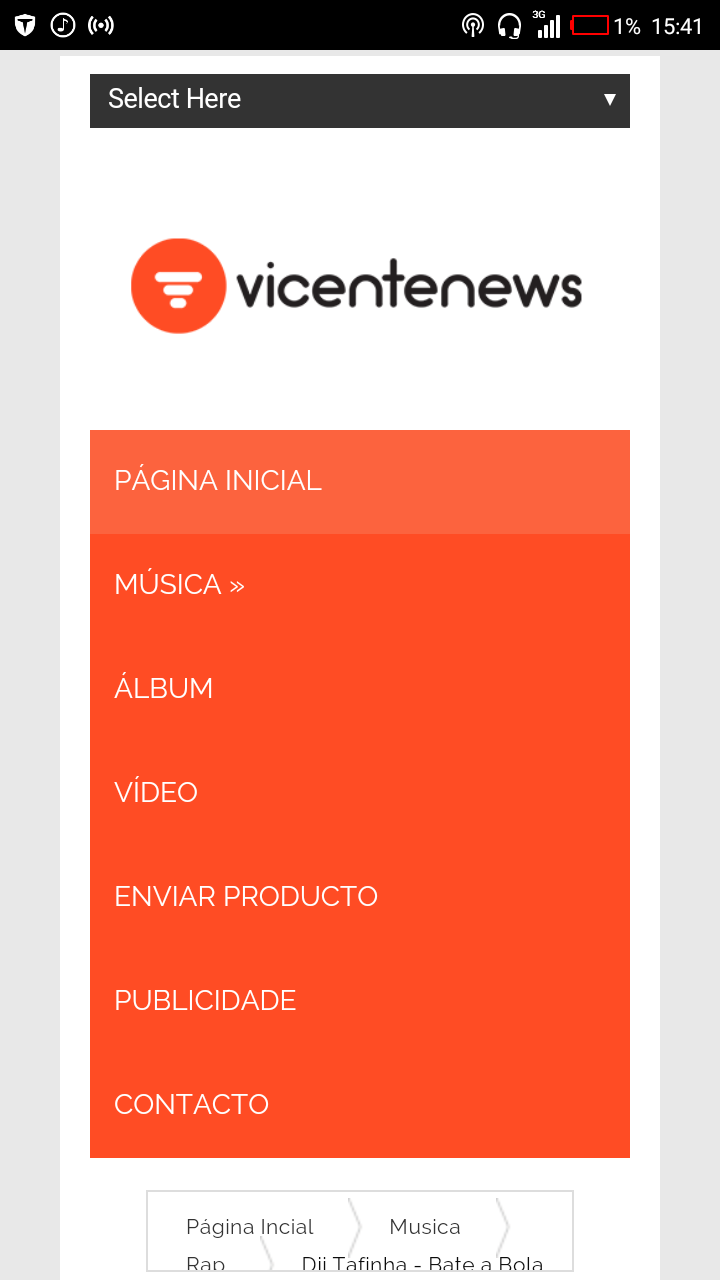 3G 1% 15:41
Select Here ▼
vicentenews
PÁGINA INICIAL
MÚSICA »
ÁLBUM
VÍDEO
ENVIAR PRODUCTO
PUBLICIDADE
CONTACTO
Página Incial Musica
Rap Dji Tafinha - Bate a Bola